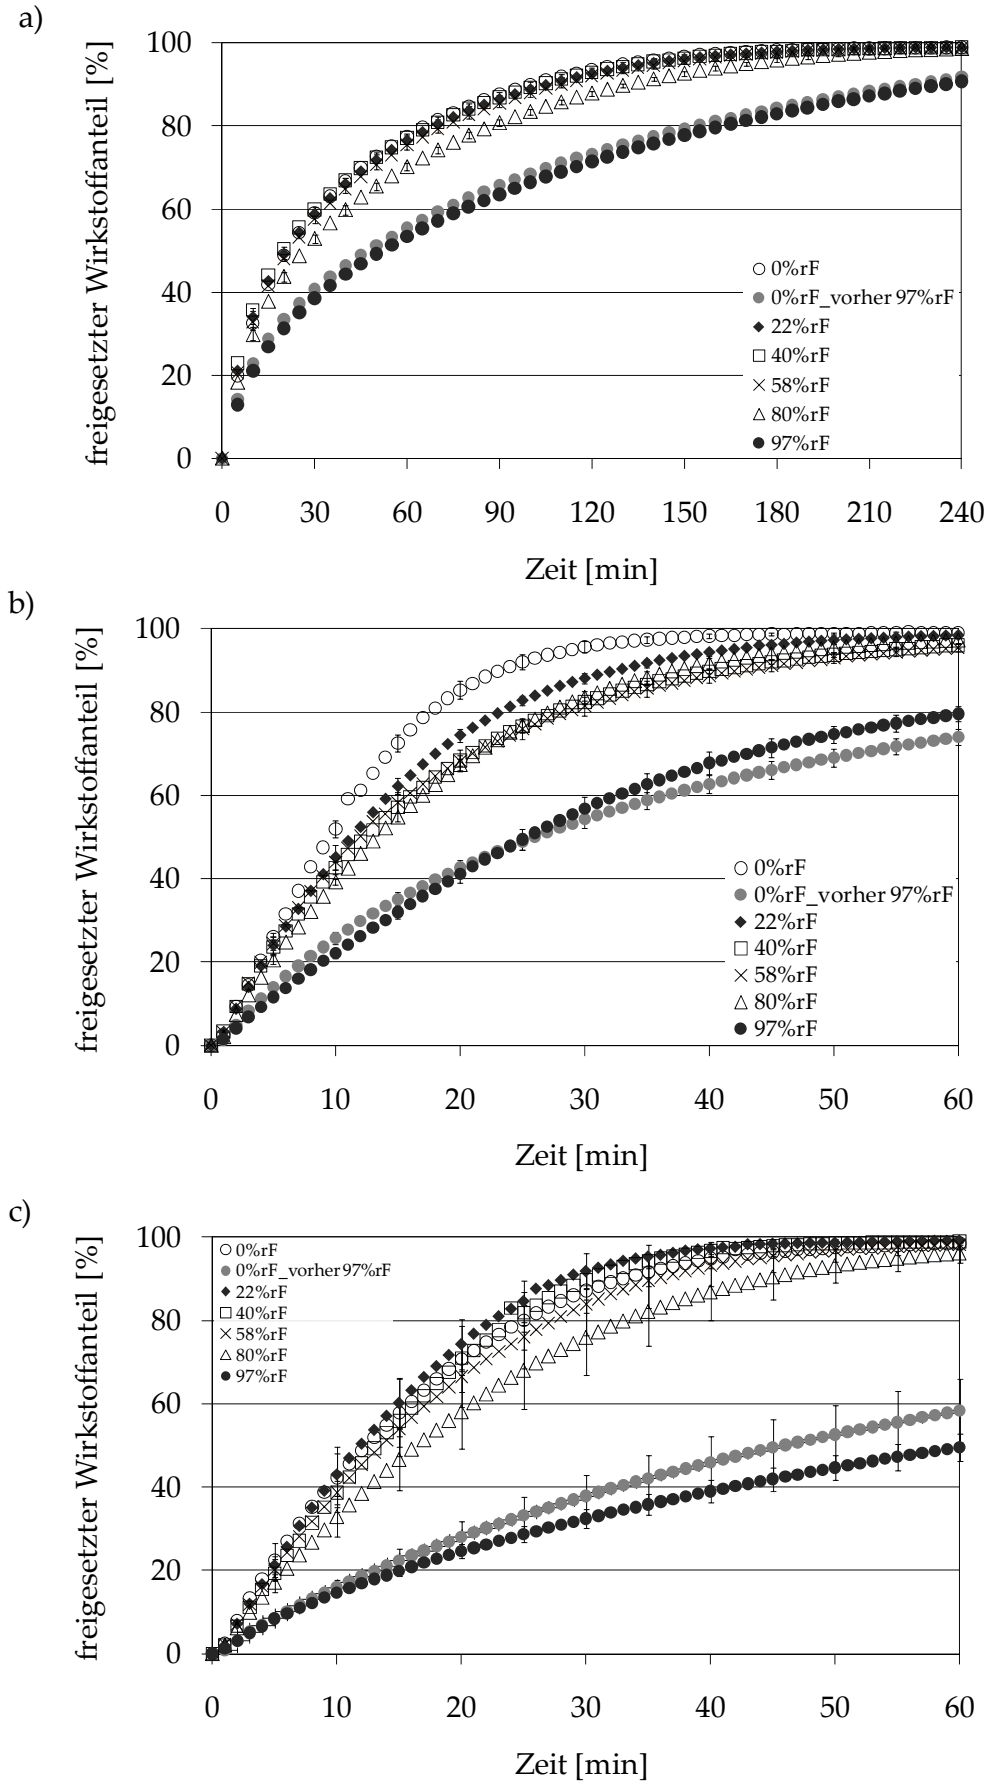 a)
freigesetzter Wirkstoffanteil [%]
100
80
60
40
20
0
0%rF
0%rF_vorher 97%rF
22%rF
40%rF
58%rF
80%rF
97%rF
0 30 60 90 120 150 180 210 240
Zeit [min]
b)
freigesetzter Wirkstoffanteil [%]
100
80
60
40
20
0
0%rF
0%rF_vorher 97%rF
22%rF
40%rF
58%rF
80%rF
97%rF
0 10 20 30 40 50 60
Zeit [min]
c)
freigesetzter Wirkstoffanteil [%]
100
80
60
40
20
0
0%rF
0%rF_vorher 97%rF
22%rF
40%rF
58%rF
80%rF
97%rF
0 10 20 30 40 50 60
Zeit [min]